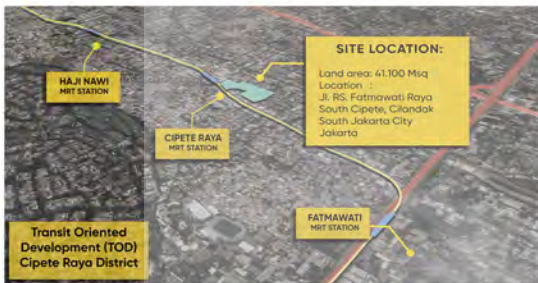 HAJI NAWI
MRT STATION
CIPETE RAYA
MRT STATION
SITE LOCATION:
Land area: 41.100 Msq
Location :
Jl. RS. Fatmawati Raya
South Cipete, Cilandak
South Jakarta City
Jakarta
FATMAWATI
MRT STATION
Transit Oriented
Development (TOD)
Cipete Raya District